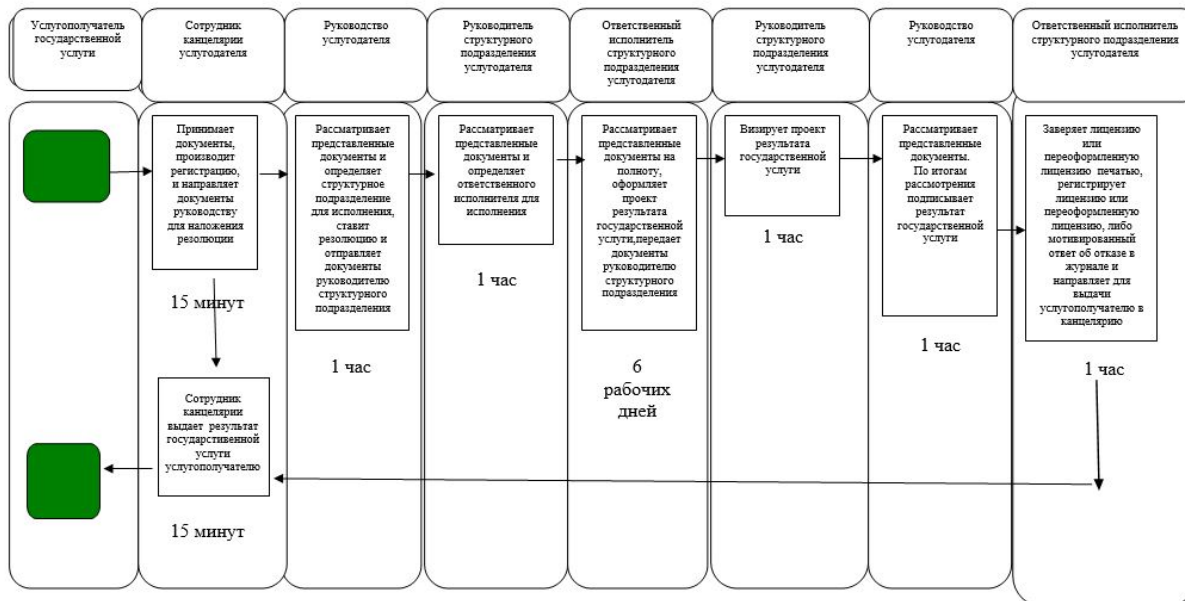 Услугополучатель
государственной
услуги
Сотрудник
канцелярии
услугодателя
Руководство
услугодателя
Руководитель
структурного
подразделения
услугодателя
Ответственный
исполнитель
структурного
подразделения
услугодателя
Руководитель
структурного
подразделения
услугодателя
Руководство
услугодателя
Ответственный исполнитель
структурного подразделения
услугодателя
Принимает
документы,
производит
регистрацию,
и направляет
документы
руководству
для наложения
резолюции
15 минут
Рассматривает
представленные
документы и
определяет
структурное
подразделение
для исполнения,
ставит
резолюцию и
отправляет
документы
руководителю
структурного
подразделения
1 час
Рассматривает
представленные
документы и
определяет
ответственного
исполнителя для
исполнения
1 час
Рассматривает
представленные
документы на
полноту,
оформляет
проект
результата
государственной
услуги,передает
документы
руководителю
структурного
подразделения
6
рабочих
дней
Визирует проект
результата
государственной
услуги
1 час
Рассматривает
представленные
документы.
По итогам
рассмотрения
подписывает
результат
государственной
услуги
1 час
Заверяет лицензию
или
переоформленную
лицензию печатью,
регистрирует
лицензию или
переоформленную
лицензию, либо
мотивированный
ответ об отказе в
журнале и
направляет для
выдачи
услугополучателю в
канцелярию
1 час
Сотрудник
канцелярии
выдает результат
государстивенной
услуги
услугополучателю
15 минут